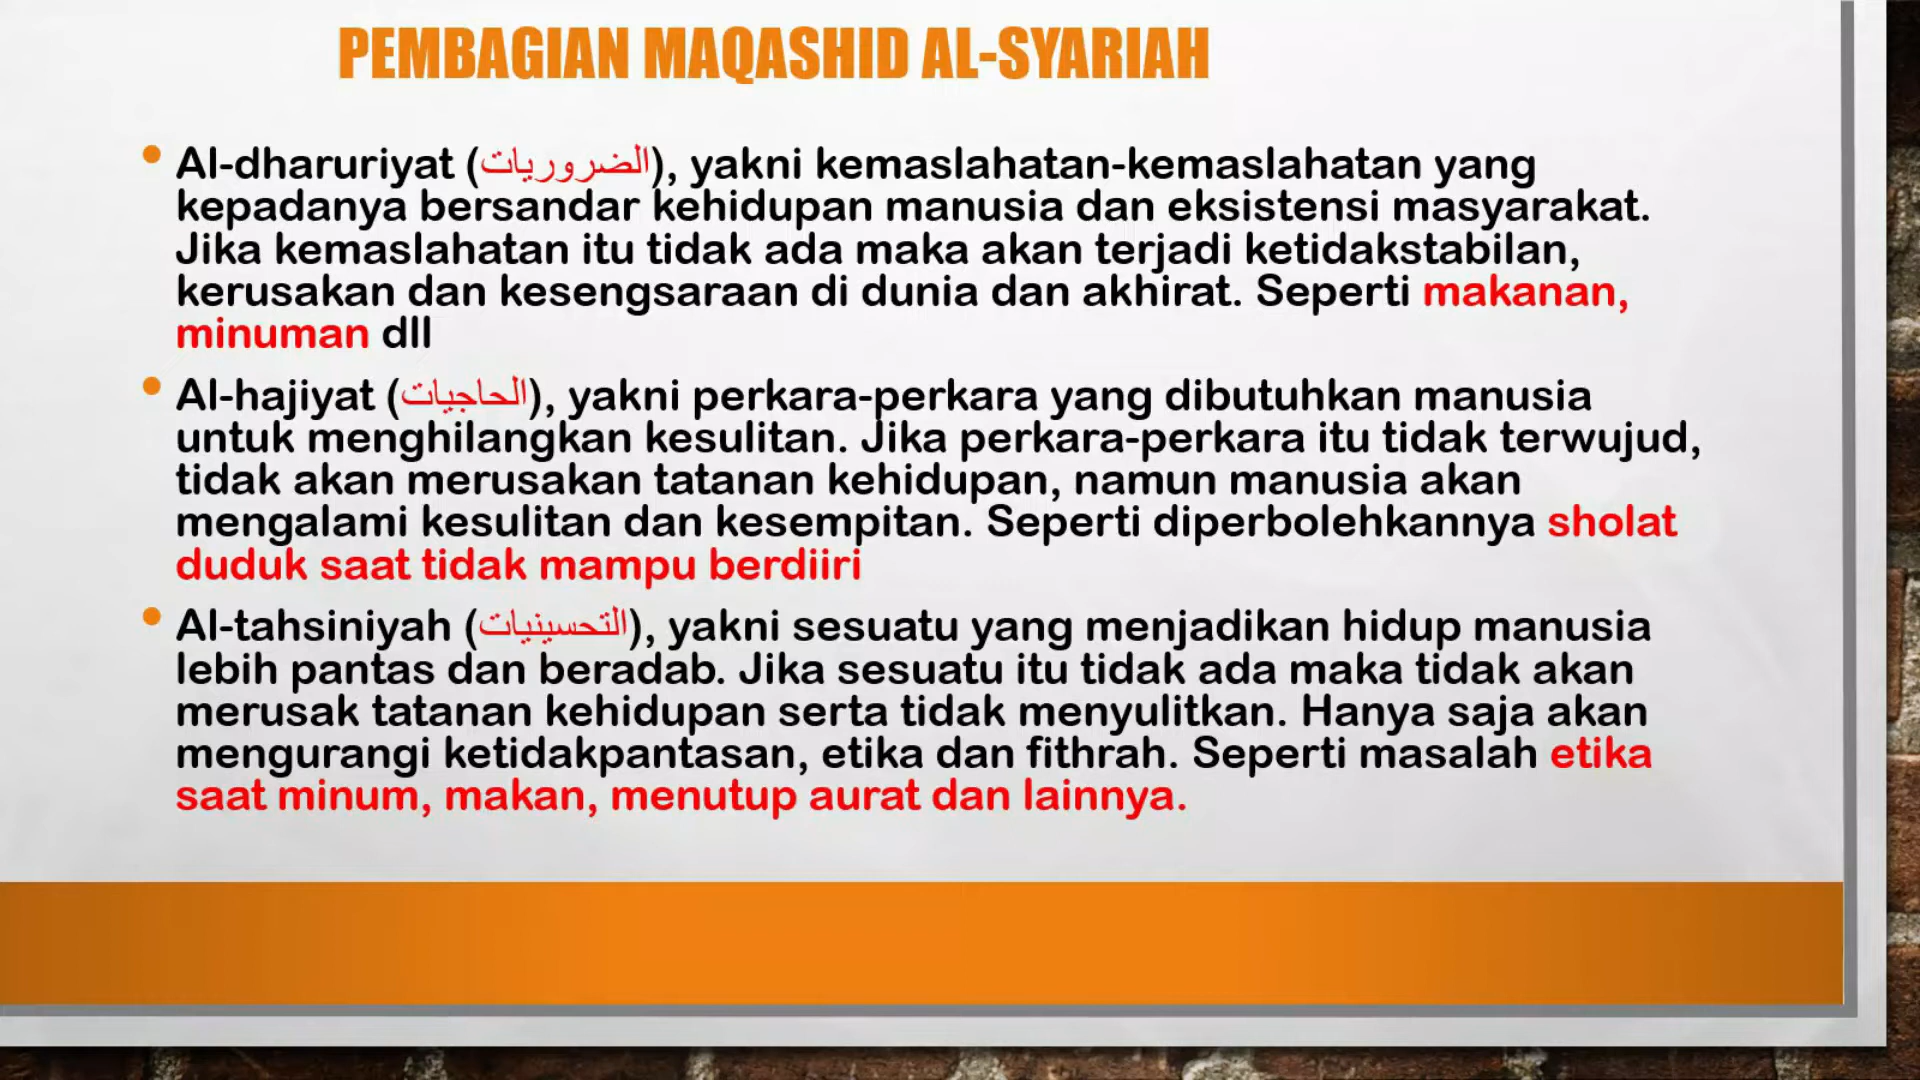 PEMBAGIAN MAQASHID AL-SYARIAH
• Al-dharuriyat (الضروريات), yakni kemaslahatan-kemaslahatan yang
kepadanya bersandar kehidupan manusia dan eksistensi masyarakat.
Jika kemaslahatan itu tidak ada maka akan terjadi ketidakstabilan,
kerusakan dan kesengsaraan di dunia dan akhirat. Seperti makanan,
minuman dll
• Al-hajiyat (الحاجيات), yakni perkara-perkara yang dibutuhkan manusia
untuk menghilangkan kesulitan. Jika perkara-perkara itu tidak terwujud,
tidak akan merusakan tatanan kehidupan, namun manusia akan
mengalami kesulitan dan kesempitan. Seperti diperbolehkannya sholat
duduk saat tidak mampu berdiiri
• Al-tahsiniyah (التحسينيات), yakni sesuatu yang menjadikan hidup manusia
lebih pantas dan beradab. Jika sesuatu itu tidak ada maka tidak akan
merusak tatanan kehidupan serta tidak menyulitkan. Hanya saja akan
mengurangi ketidakpantasan, etika dan fithrah. Seperti masalah etika
saat minum, makan, menutup aurat dan lainnya.